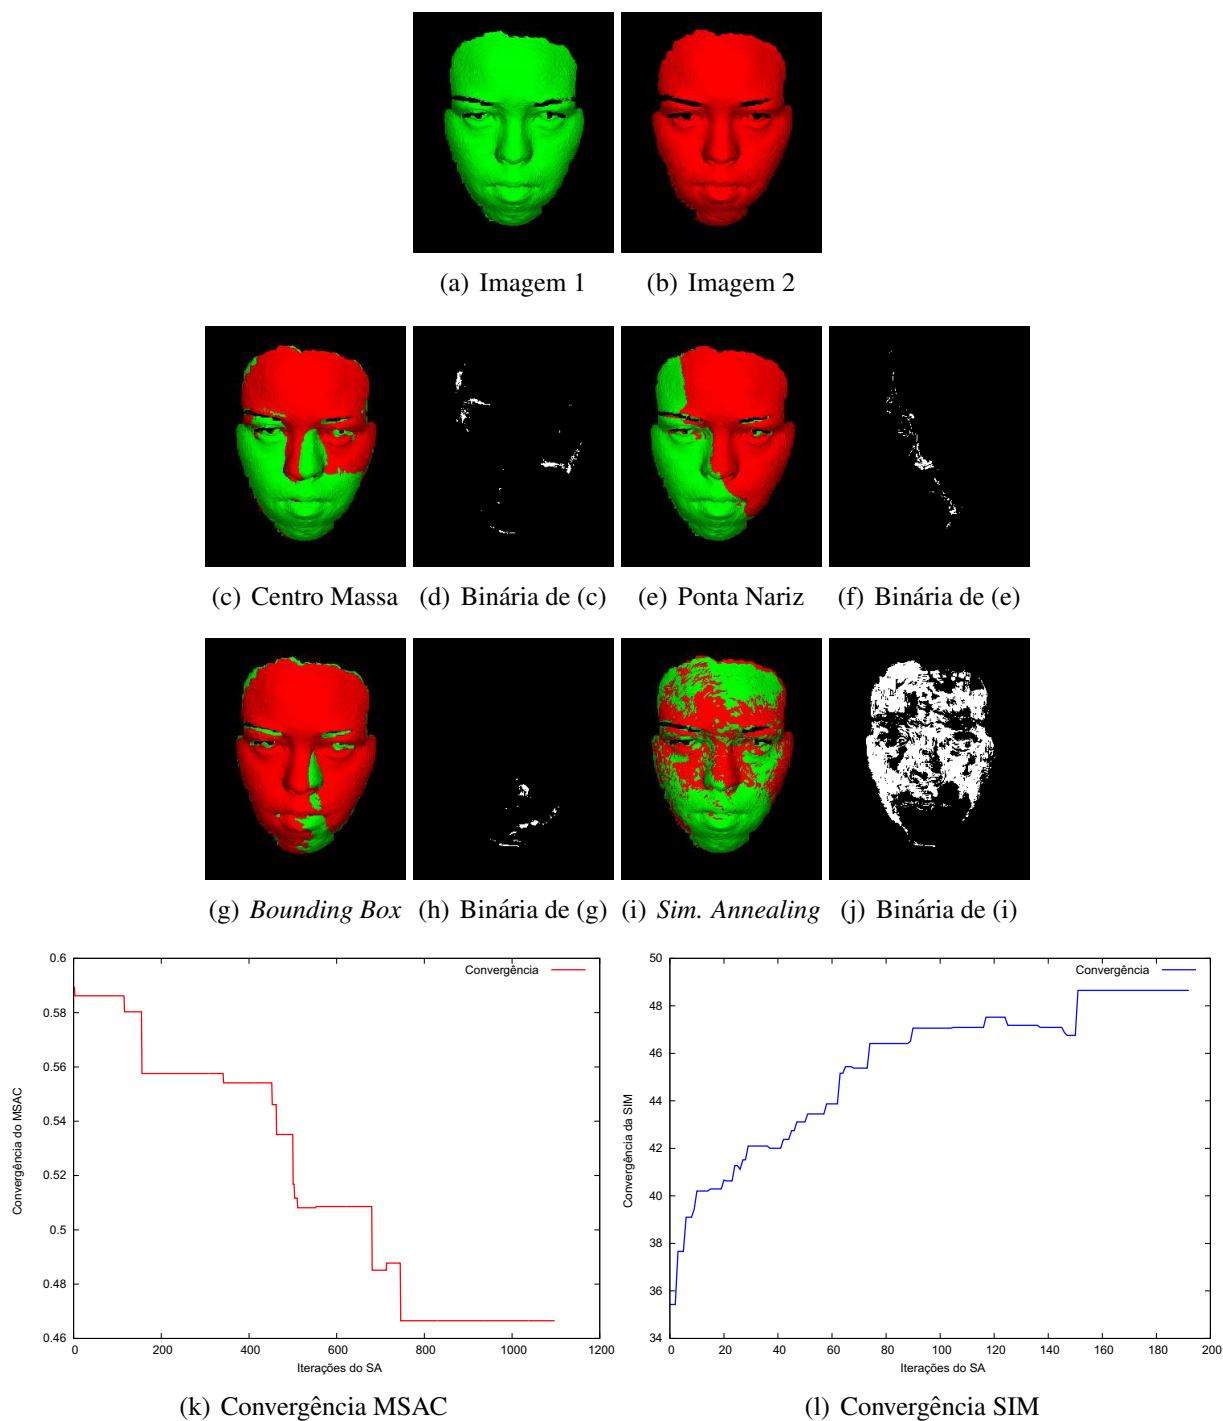 (a) Imagem 1
(b) Imagem 2
(c) Centro Massa
(d) Binária de (c)
(e) Ponta Nariz
(f) Binária de (e)
(g) Bounding Box
(h) Binária de (g)
(i) Sim. Annealing
(j) Binária de (i)
0.6
0.58
0.56
0.54
0.52
0.5
0.48
0.46
Convergência do MSAC
Convergência
0
200
400
600
800
1000
1200
Iterações do SA
(k) Convergência MSAC
50
48
46
44
42
40
38
36
34
Convergência da SIM
Convergência
0
20
40
60
80
100
120
140
160
180
200
Iterações do SA
(l) Convergência SIM